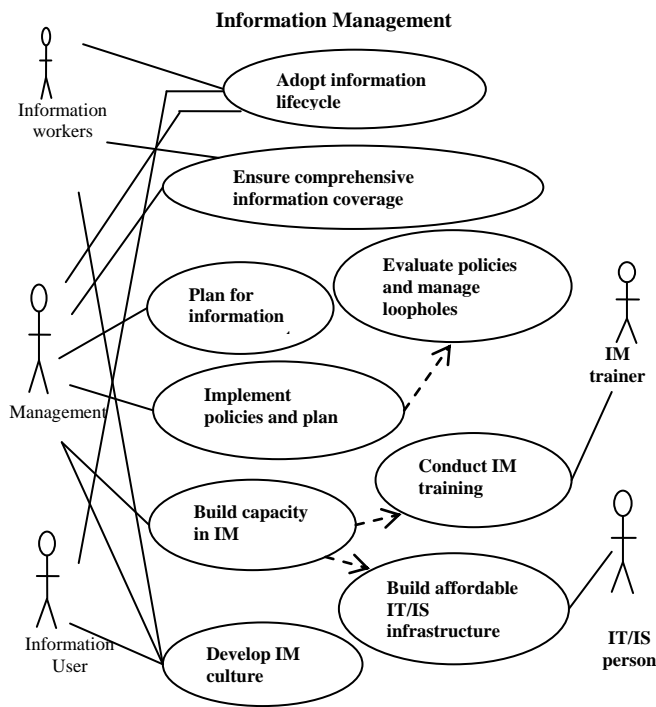 Information Management
Adopt information
lifecycle
Information
workers
Ensure comprehensive
information coverage
Evaluate policies
and manage
loopholes
Plan for
information
IM
trainer
Management
Implement
policies and plan
Conduct IM
training
Build capacity
in IM
Build affordable
IT/IS
infrastructure
Information
User
Develop IM
culture
IT/IS
person